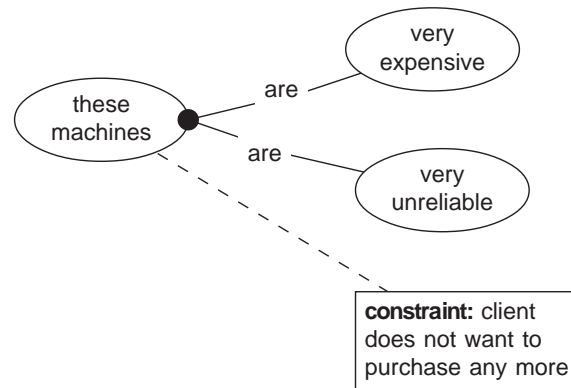 very
expensive
are
these
machines
are
very
unreliable
constraint: client
does not want to
purchase any more